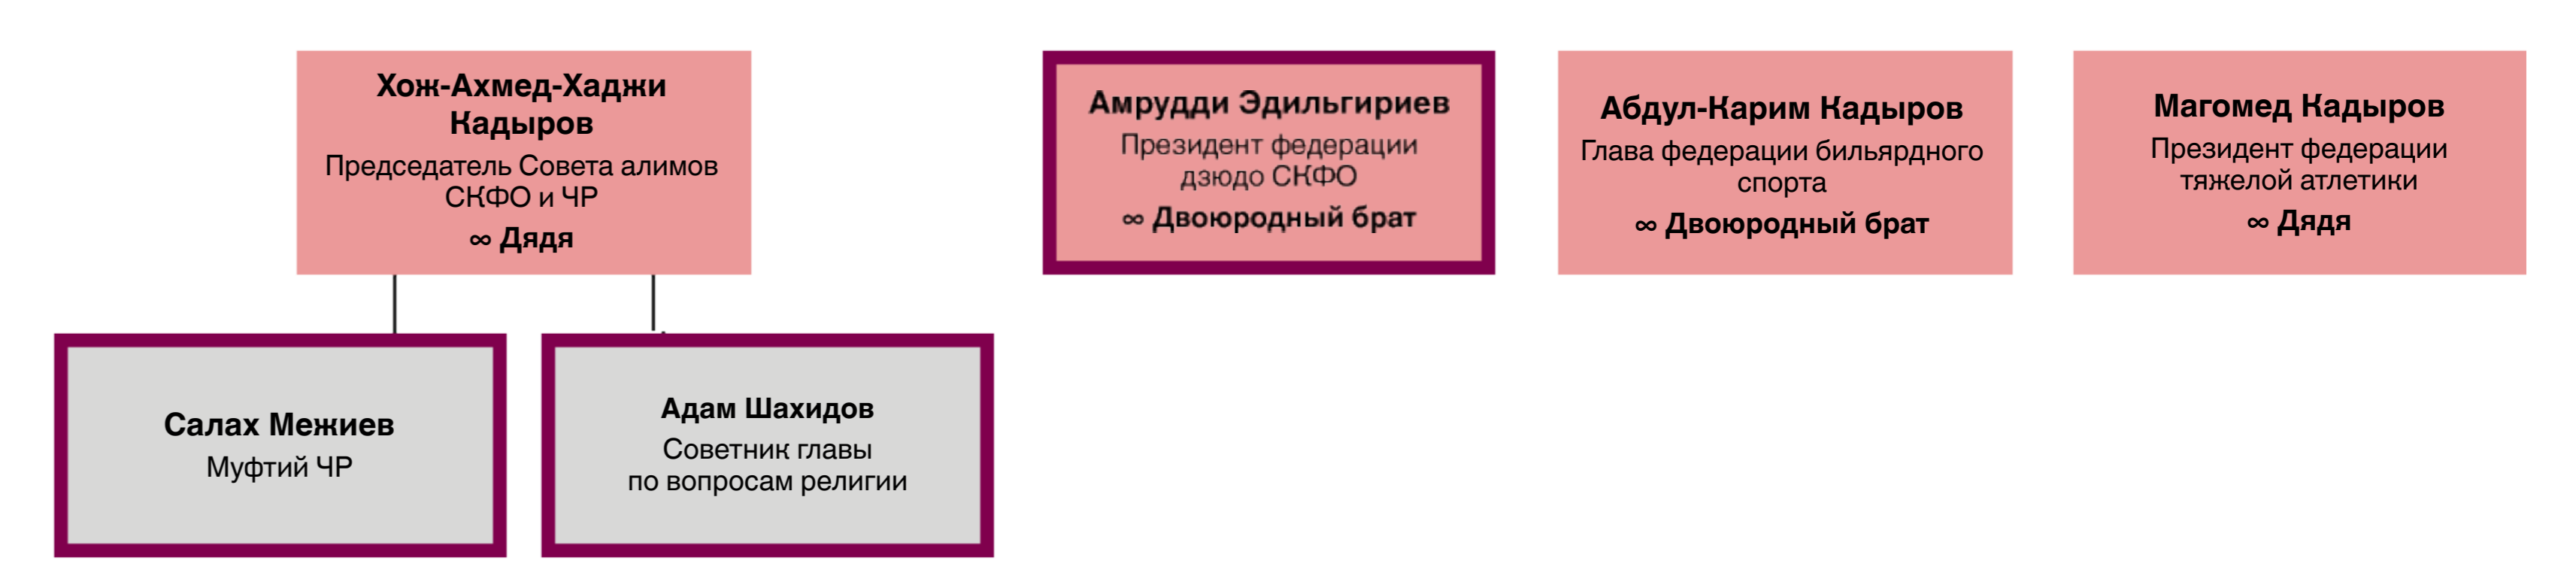 Хож-Ахмед-Хаджи
Кадыров
Председатель Совета алимов
СКФО и ЧР
∞ Дядя
Амрудди Эдильгириев
Президент федерации
дзюдо СКФО
∞ Двоюродный брат
Абдул-Карим Кадыров
Глава федерации бильярдного
спорта
∞ Двоюродный брат
Магомед Кадыров
Президент федерации
тяжелой атлетики
∞ Дядя
Салах Межиев
Муфтий ЧР
Адам Шахидов
Советник главы
по вопросам религии